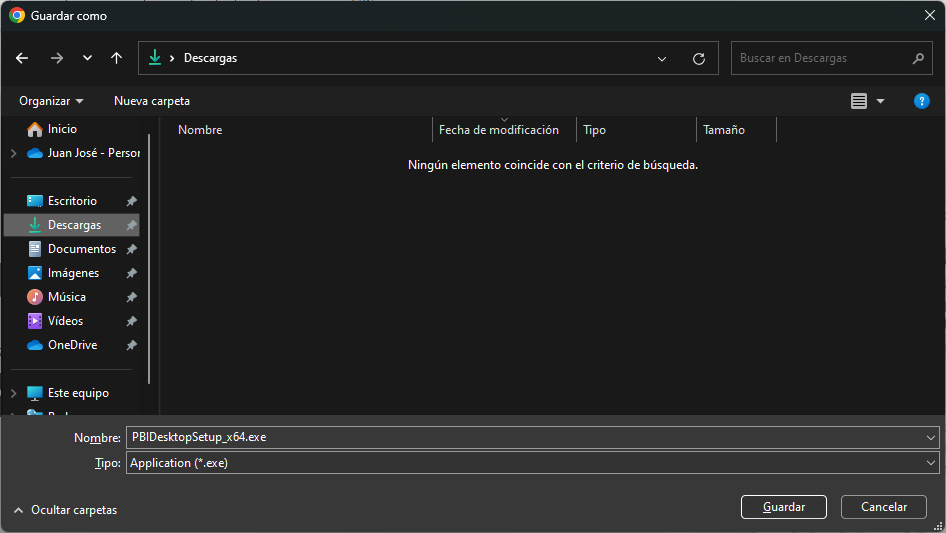 Guardar como
Descargas
Buscar en Descargas
Organizar
Nueva carpeta
Nombre
Fecha de modificación
Tipo
Tamaño
Ningún elemento coincide con el criterio de búsqueda.
Inicio
Juan José - Person
Escritorio
Descargas
Documentos
Imágenes
Música
Vídeos
OneDrive
Este equipo
Nombre: PBIDesktopSetup_x64.exe
Tipo: Application (*.exe)
Ocultar carpetas
Guardar
Cancelar